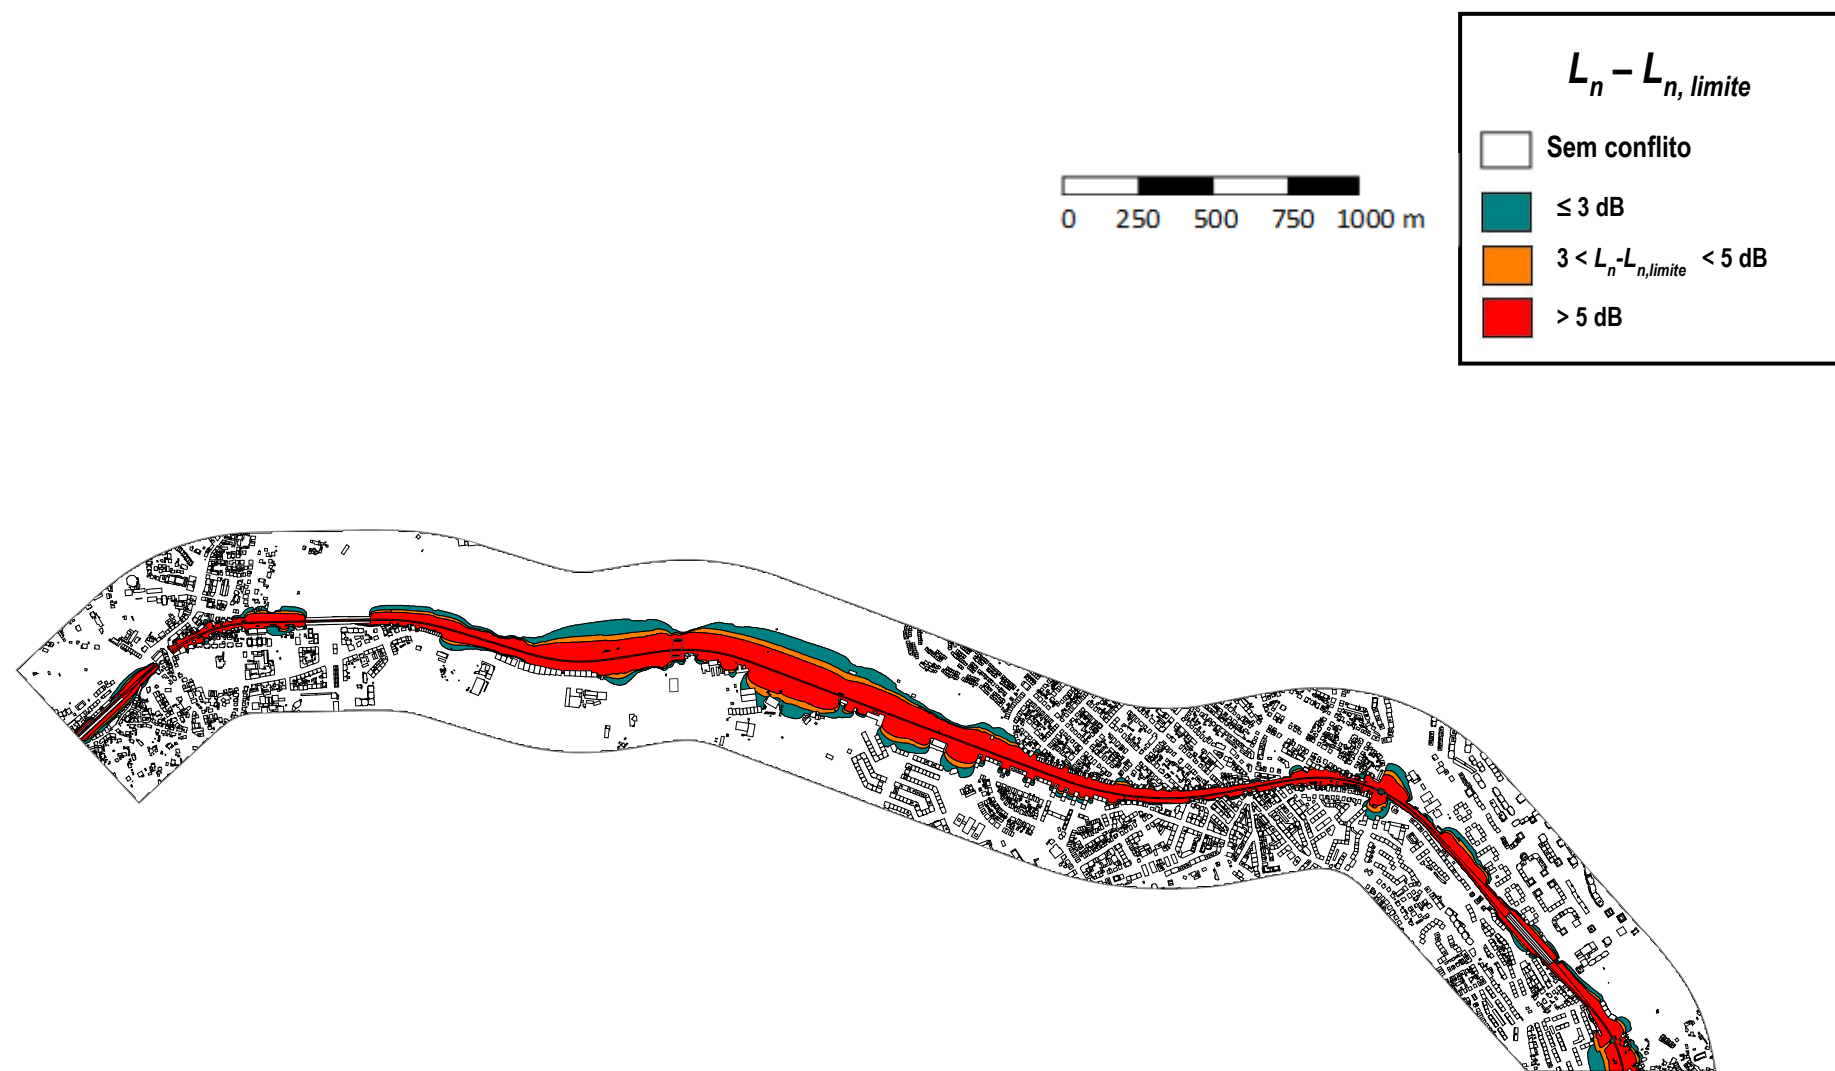 Ln – Ln, limite
Sem conflito
≤ 3 dB
3 < Ln-Ln,limite < 5 dB
> 5 dB
0 250 500 750 1000 m